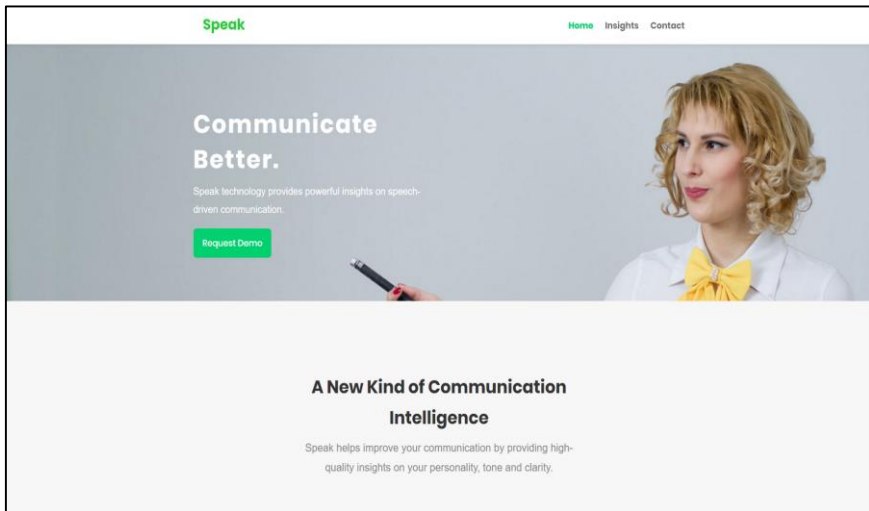 Speak
Home Insights Contact
Communicate
Better.
Speak technology provides powerful insights on speech-
driven communication.
Request Demo
A New Kind of Communication
Intelligence
Speak helps improve your communication by providing high-
quality insights on your personality, tone and clarity.